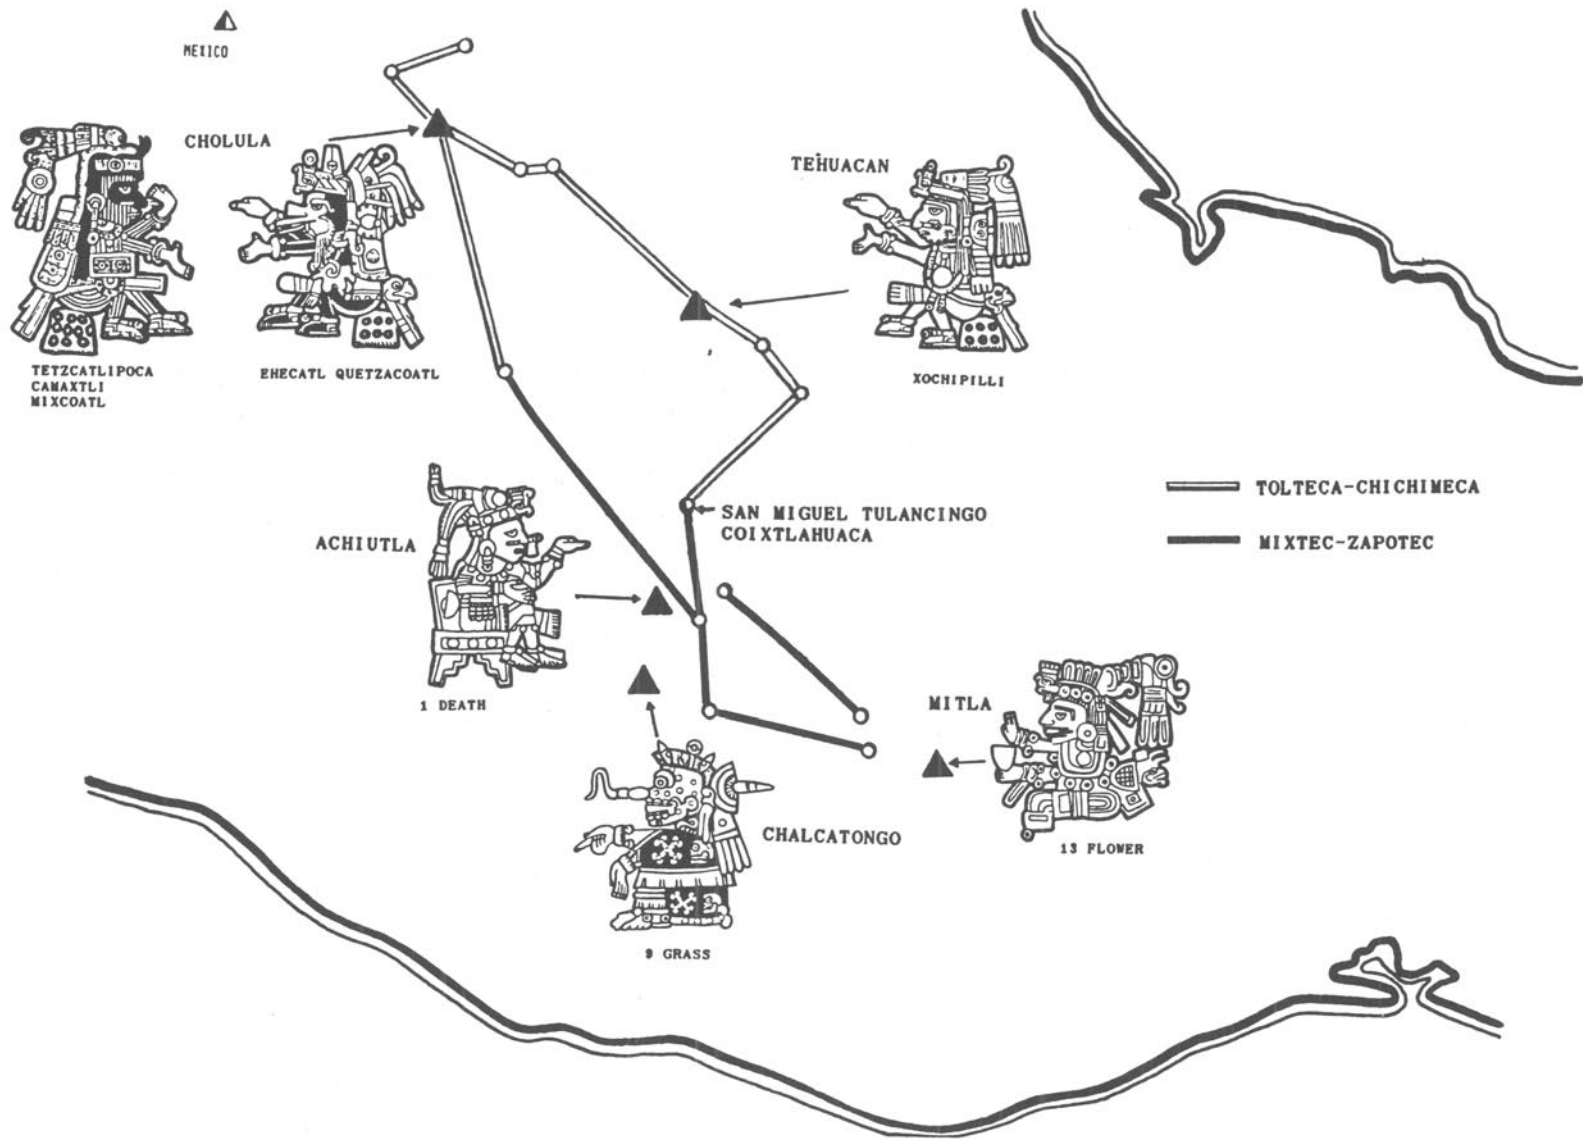 MEXICO
CHOLULA
TEHUACAN
TETZCATLIPOCA
CAMAXTLI
MIXCOATL
EHECATL QUETZACOATL
XOCHIPILLI
TOLTECA-CHICHIMECA
SAN MIGUEL TULANCINGO
COIXTLAHUACA
MIXTEC-ZAPOTEC
ACHIUTLA
1 DEATH
MITLA
CHALCATONGO
13 FLOWER
9 GRASS